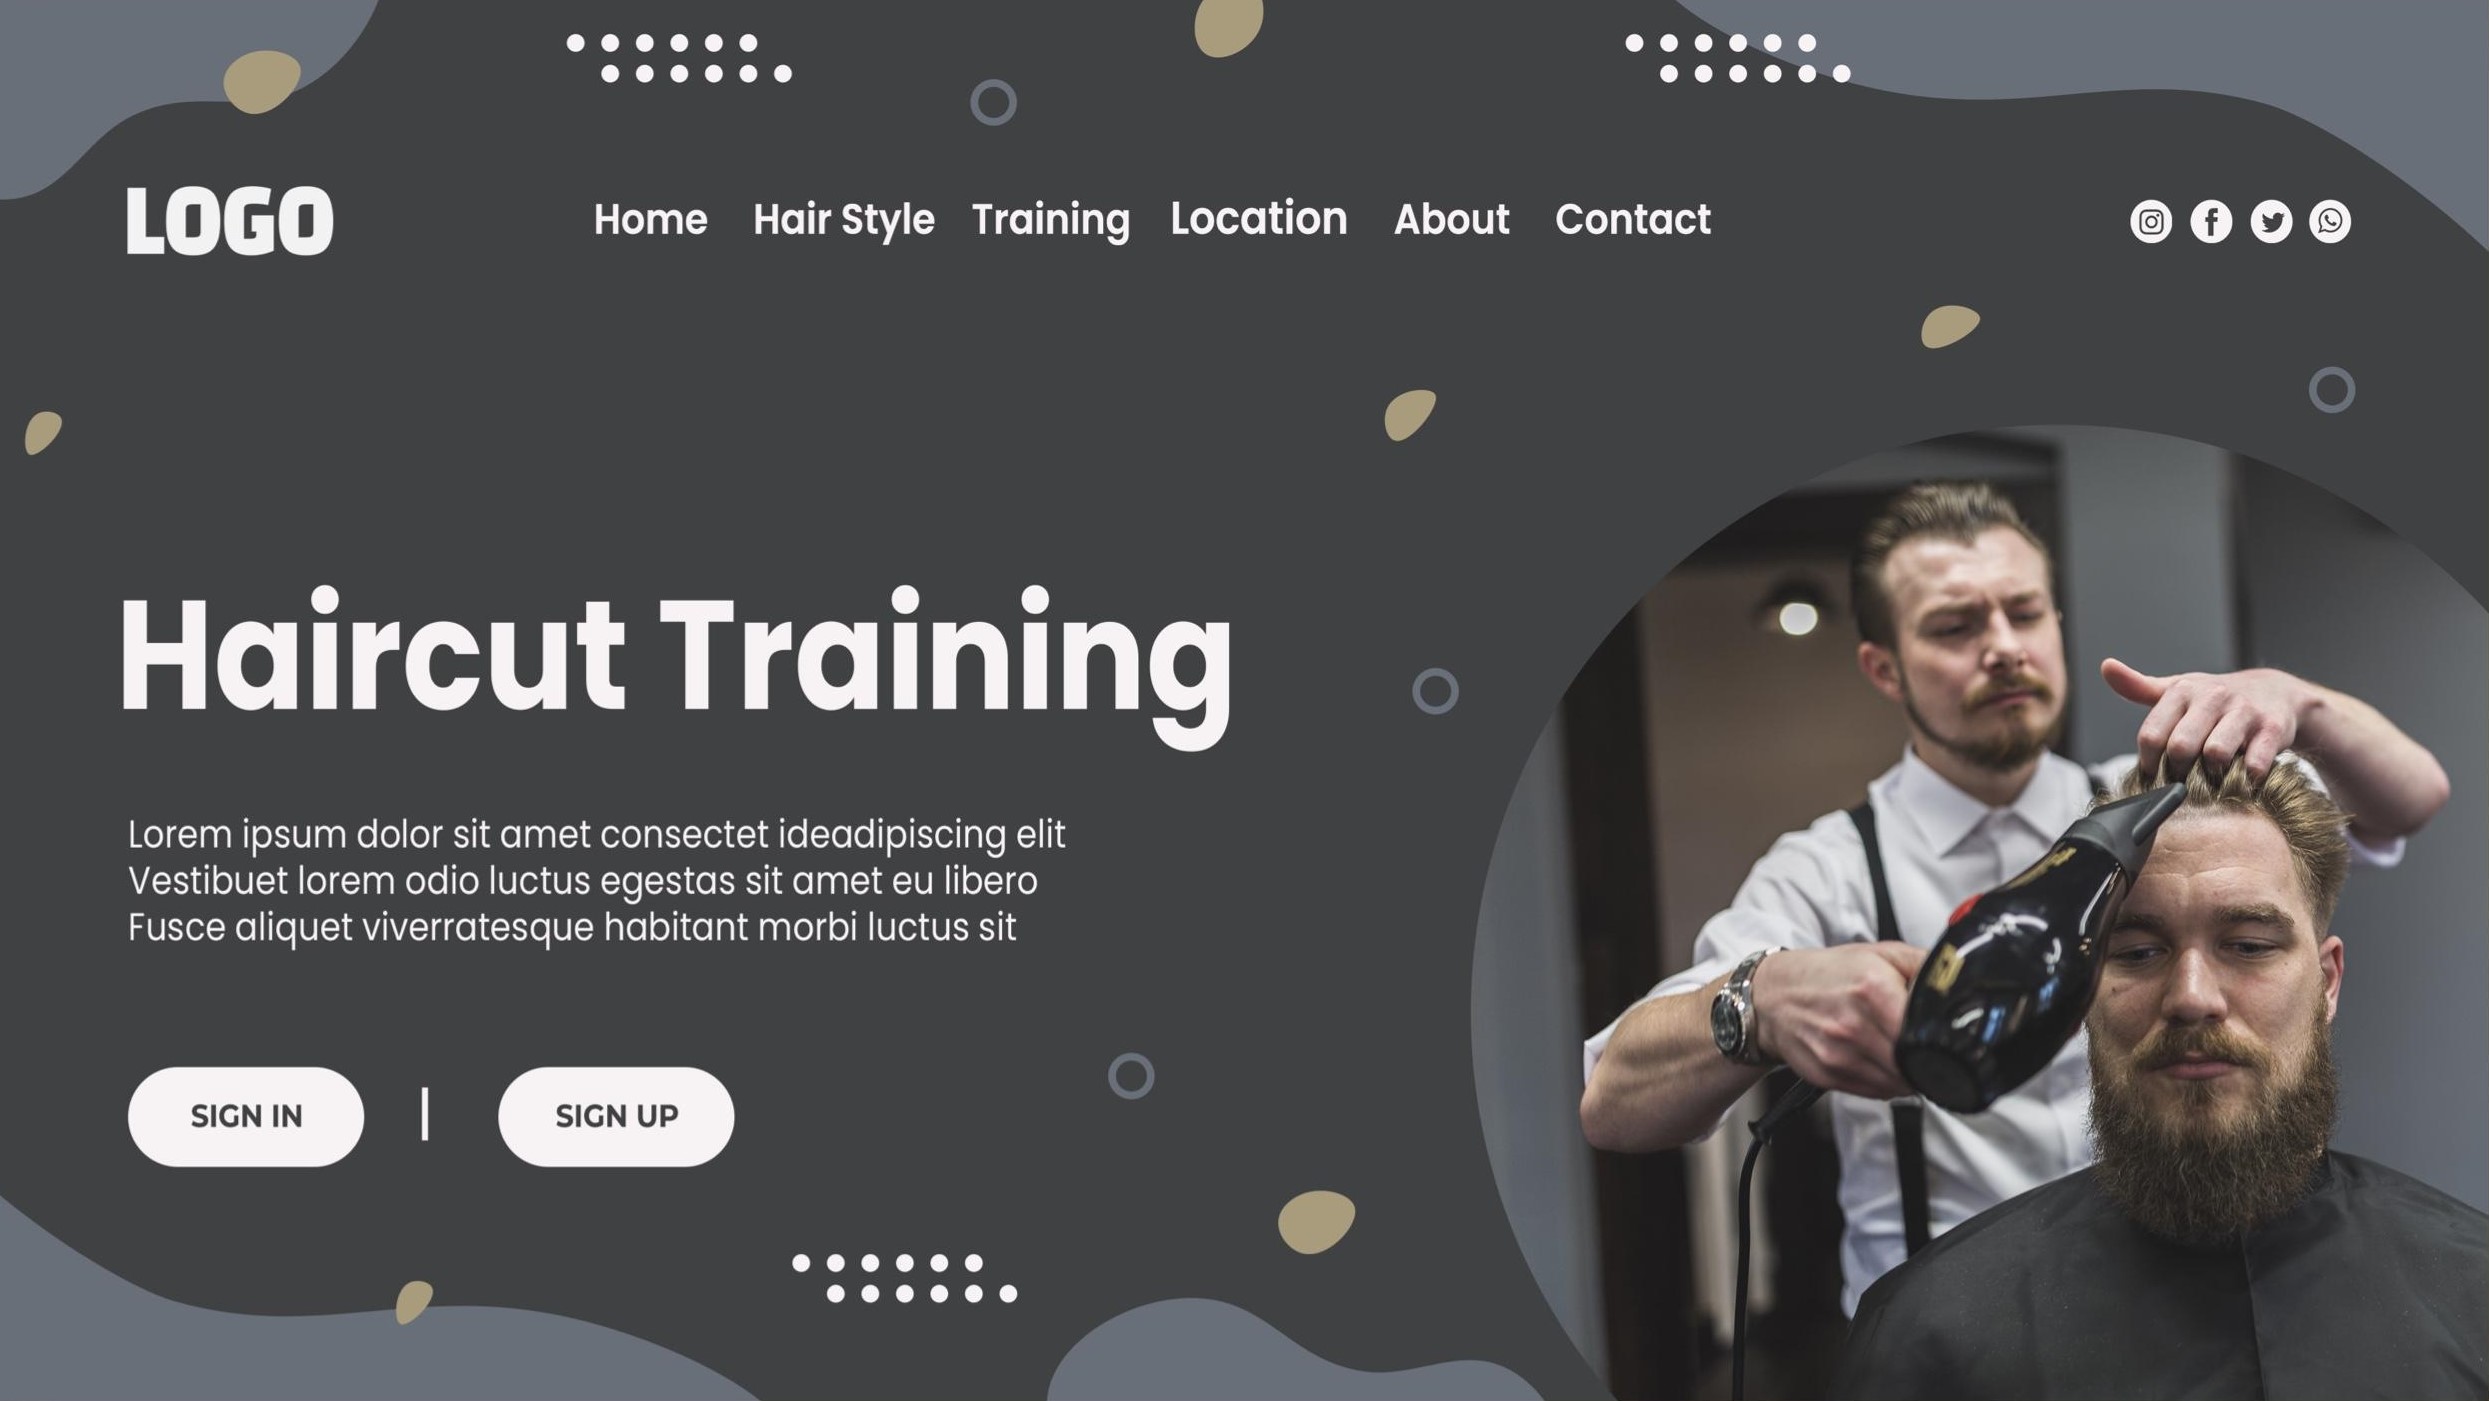 LOGO
Home Hair Style Training Location About Contact
Haircut Training
Lorem ipsum dolor sit amet consectet ideadipiscing elit
Vestibuet lorem odio luctus egestas sit amet eu libero
Fusce aliquet viverratesque habitant morbi luctus sit
SIGN IN | SIGN UP